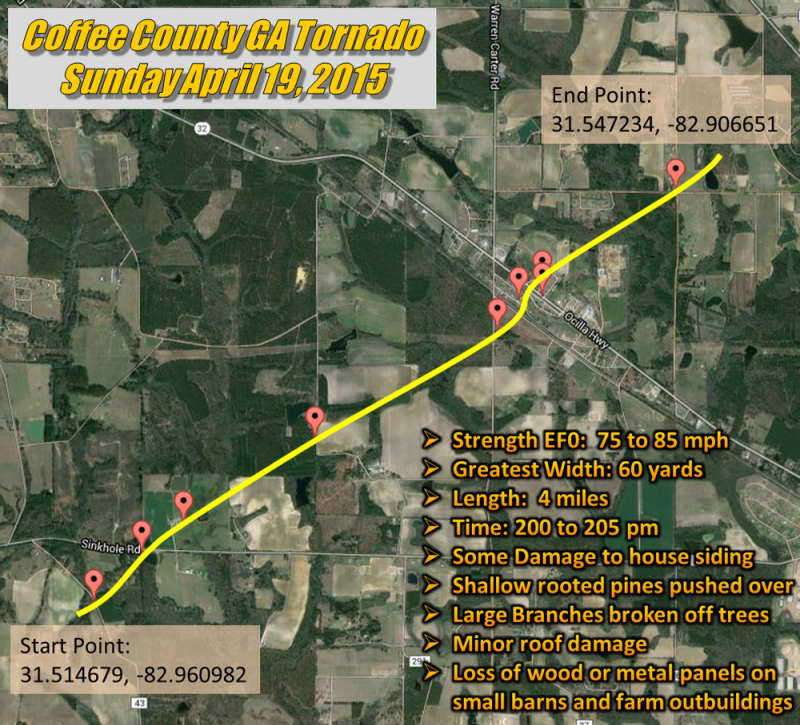 Coffee County GA Tornado
Sunday April 19, 2015
Warren Carter Rd
End Point:
31.547234, -82.906651
32
Ocilla Hwy
➤ Strength EF0: 75 to 85 mph
➤ Greatest Width: 60 yards
➤ Length: 4 miles
➤ Time: 200 to 205 pm
➤ Some Damage to house siding
➤ Shallow rooted pines pushed over
➤ Large Branches broken off trees
➤ Minor roof damage
➤ Loss of wood or metal panels on
small barns and farm outbuildings
Sinkhole Rd
Start Point:
31.514679, -82.960982
291
43
37